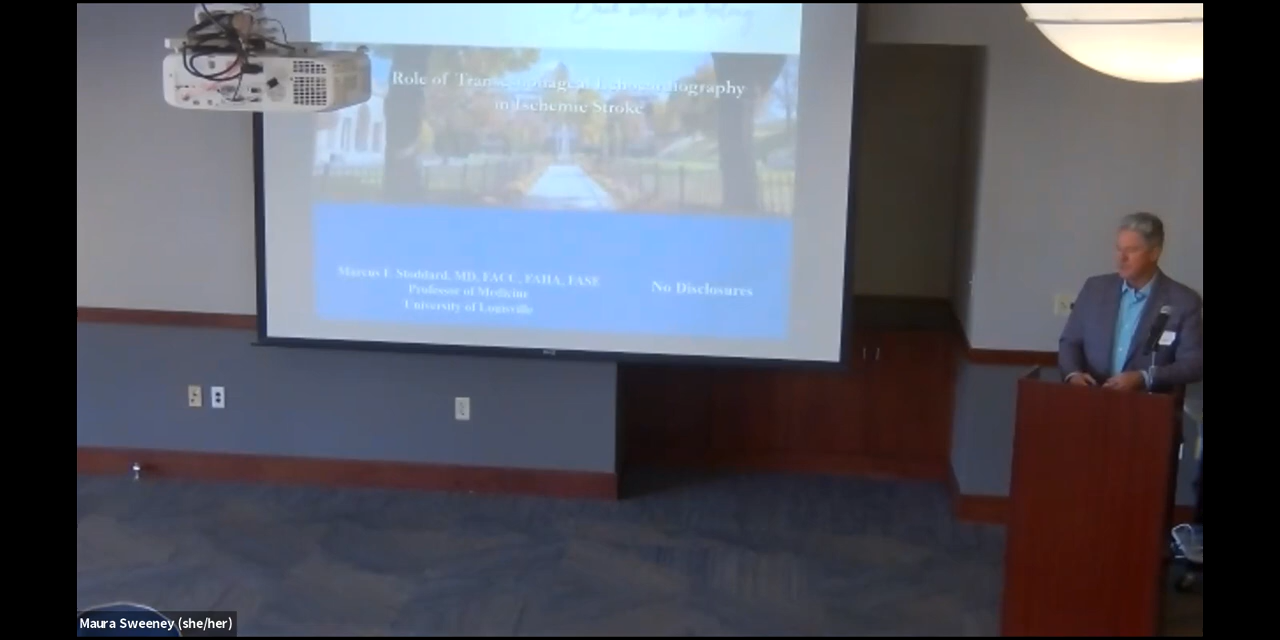 Role of Transesophageal Echocardiography
in Ischemic Stroke
Marcus F. Stoddard, MD, FACC, FAHA, FASE
Professor of Medicine
University of Louisville
No Disclosures
Maura Sweeney (she/her)